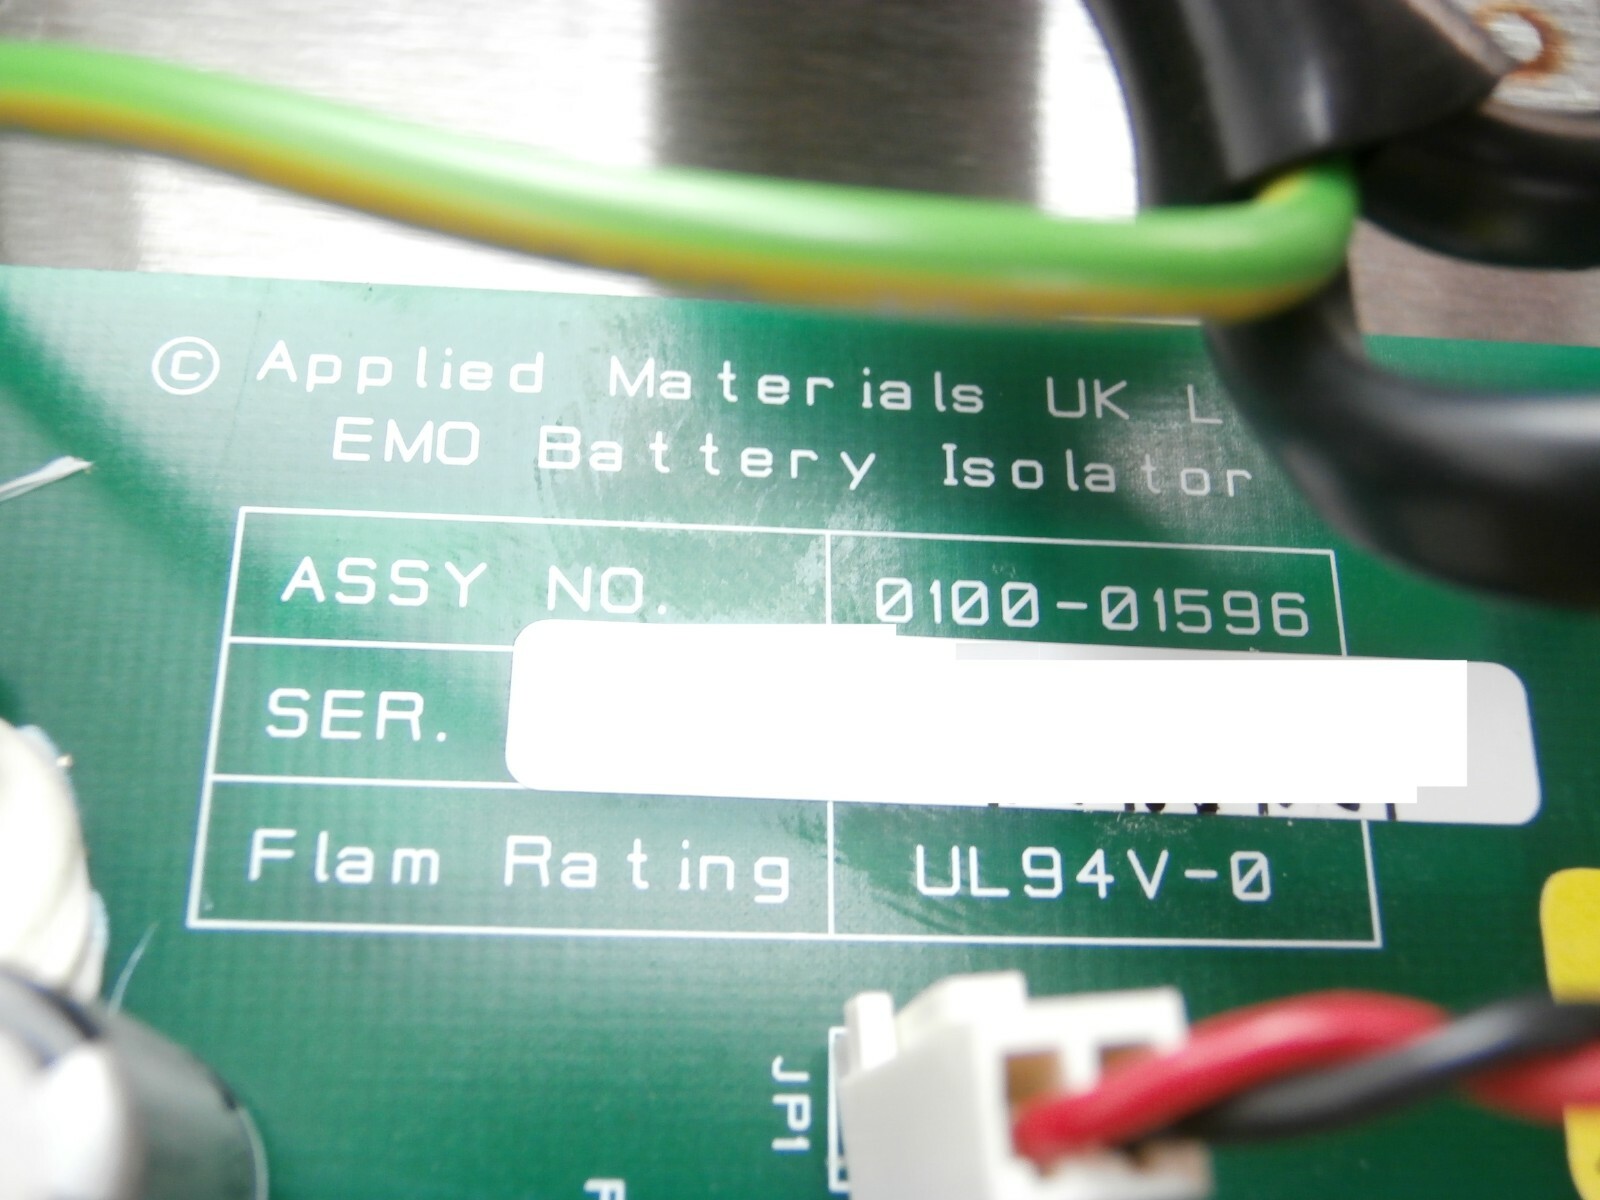 © Applied Materials UK L
EMO Battery Isolator
ASSY NO. 0100-01596
SER.
Flam Rating UL94V-0
JP1